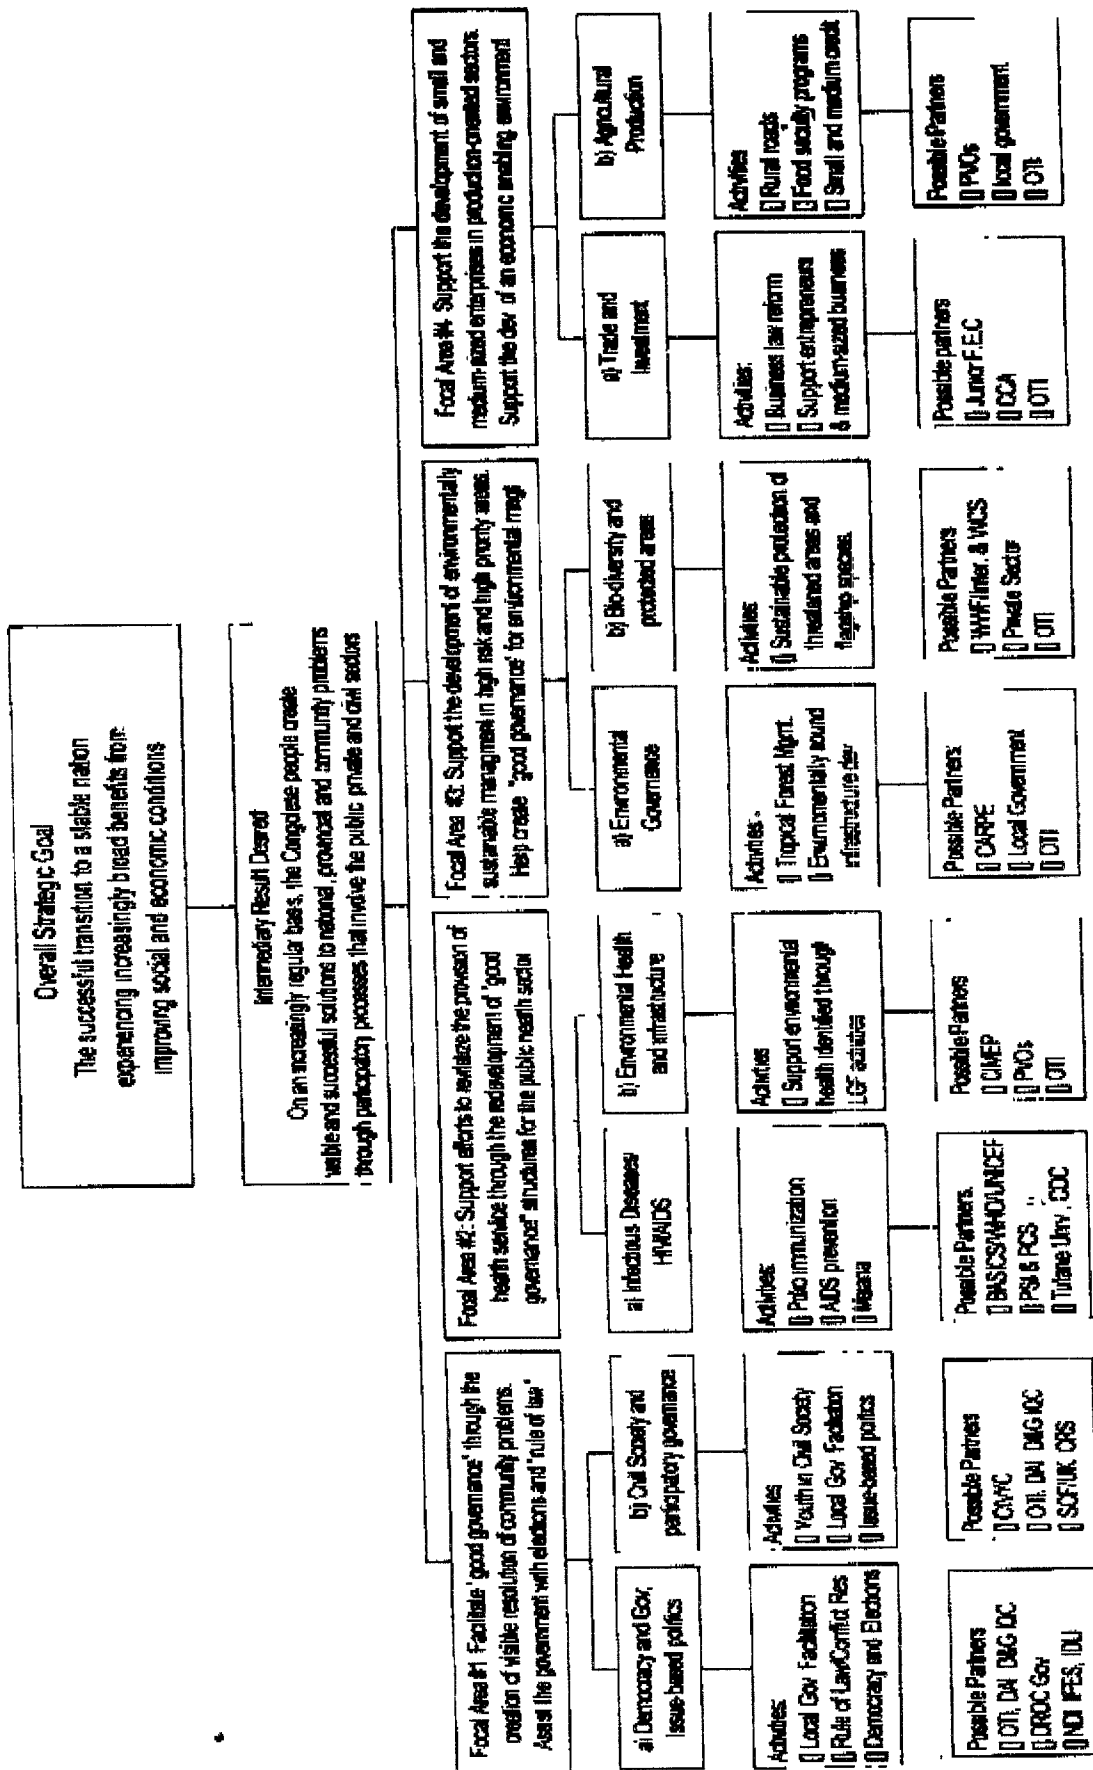 Overall Strategic Goal
The successful transition to a stable nation
experiencing increasingly broad benefits from
improving social and economic conditions
Intermediary Result Desired
On an increasingly regular basis, the Congolese people create
viable and successful solutions to national, provincial and community problems
through participatory processes that involve the public private and civil sectors
Focal Area #1 Facilitate 'good governance' through the
creation of visible resolution of community problems.
Assist the government with elections and "rule of law"
a) Democracy and Gov,
Issue-based politics
Activities:
[] Local Gov Facilitation
[] Rule of Law/Conflict Res
[] Democracy and Elections
Possible Partners
[] OTI, DAI D&G IQC
[] DROC Gov
[] NDI IFES, IDLI
b) Civil Society and
participatory governance
Activities
[] Youth in Civil Society
[] Local Gov Facilitation
[] Issue-based politics
Possible Partners
[] CIVYC
[] OTI, DAI D&G IQC
[] SCF/UK CRS
Focal Area #2: Support efforts to revitalize the provision of
health service through the redevelopment of "good
governance" structures for the public health sector
a) Infectious Diseases/
HIV/AIDS
Activities:
[] Polio immunization
[] AIDS prevention
[] Malaria
Possible Partners.
[] BASICS/WHO/UNICEF
[] PSI & PCS
[] Tulane Univ, CDC
b) Environmental Health
and infrastructure
Activities
[] Support environmental
health identified through
LGF activities
Possible Partners
[] CIMEP
[] PVOs
[] OTI
Focal Area #3: Support the development of environmentally
sustainable managment in high risk and high priority areas.
Help create "good governance' for environmental mngt
a) Environmental
Governance
Activities -
[] Tropical Forest Mgmt.
[] Environmentally sound
infrastructure dev
Possible Partners:
[] CARPE
[] Local Government
[] OTI
b) Bio-diversity and
protected areas
Activities
[] Sustainable protection of
threatened areas and
flagship species.
Possible Partners
[] WWF/Inter. & WCS
[] Private Sector
[] OTI
Focal Area #4- Support the development of small and
medium-sized enterprises in production-oriented sectors.
Support the dev of an economic enabling environment
a) Trade and
Investment
Activities:
[] Business law reform
[] Support entrepreneurs
& medium-sized business
Possible partners
[] Junior F.E.C
[] CCA
[] OTI
b) Agricultural
Production
Activities
[] Rural roads
[] Food security programs
[] Small and medium credit
Possible Partners
[] PVOs
[] local government
[] OTI